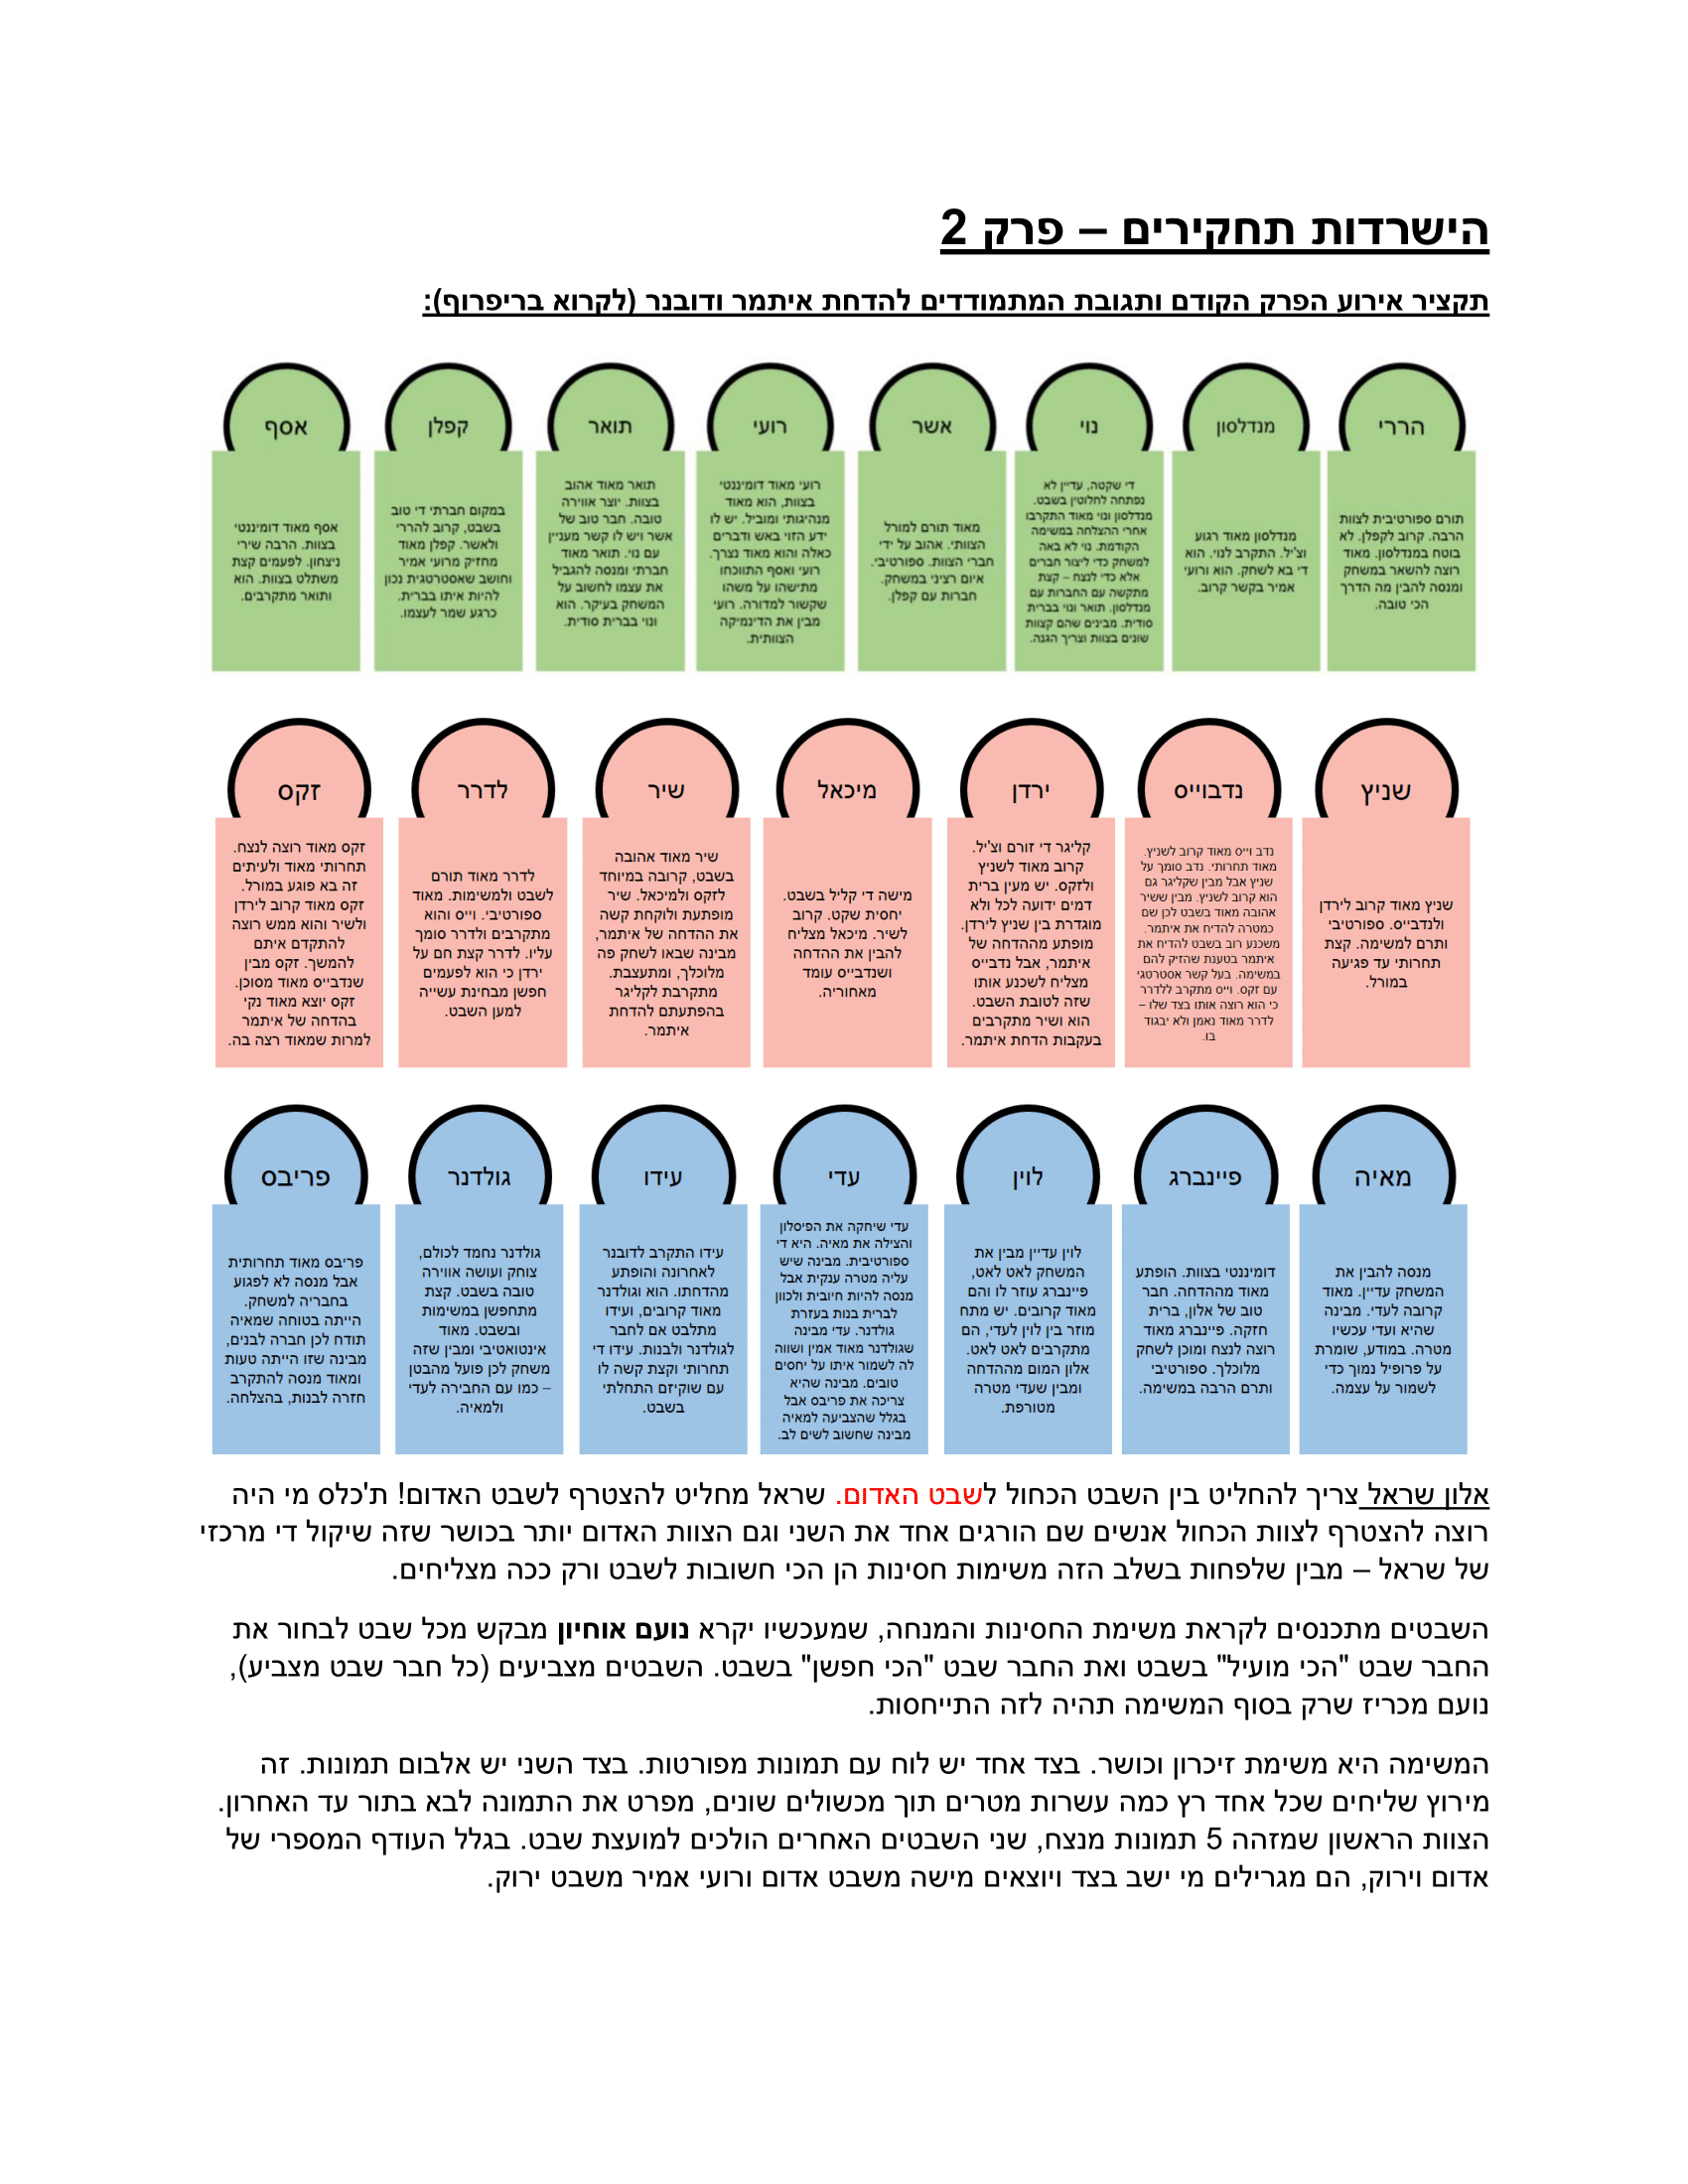 הישרדות תחקירים – פרק 2
תקציר אירוע הפרק הקודם ותגובת המתמודדים להדחת איתמר ודובנר (לקרוא בריפרוף):
הררי
תורם ספורטיבית לצוות
הרבה. קרוב לקפלן. לא
בוטח במנדלסון. מאוד
רוצה להשאר במשחק
ומנסה להבין מה הדרך
הכי טובה.
מנדלסון
מנדלסון מאוד רגוע
וצ'יל. התקרב לנוי. הוא
די בא לשחק. הוא ורועי
אמיר בקשר קרוב.
נוי
די שקטה, עדיין לא
נפתחה לחלוטין בשבט.
מנדלסון ונוי מאוד התקרבו
אחרי ההצלחה במשימה
הקודמת. נוי לא באה
למשחק כדי ליצור חברים
אלא כדי לנצח – קצת
מתקשה עם החברות עם
מנדלסון. תואר ונוי בברית
סודית. מבינים שהם קצוות
שונים בצוות וצריך הגנה.
אשר
מאוד תורם למורל
הצוותי. אהוב על ידי
חברי הצוות. ספורטיבי.
איום רציני במשחק.
חברות עם קפלן.
רועי
רועי מאוד דומיננטי
בצוות, הוא מאוד
מנהיגותי ומוביל. יש לו
ידע הזוי באש ודברים
כאלה והוא מאוד נצרך.
רועי ואסף התווכחו
מתישהו על משהו
שקשור למדורה. רועי
מבין את הדינמיקה
הצוותית.
תואר
תואר מאוד אהוב
בצוות. יוצר אווירה
טובה. חבר טוב של
אשר ויש לו קשר מעניין
עם נוי. תואר מאוד
חברתי ומנסה להגביל
את עצמו לחשוב על
המשחק בעיקר. הוא
ונוי בברית סודית.
קפלן
במקום חברתי די טוב
בשבט, קרוב להררי
ולאשר. קפלן מאוד
מחזיק מרועי אמיר
וחושב שאסטרטגית נכון
להיות איתו בברית.
כרגע שמר לעצמו.
אסף
אסף מאוד דומיננטי
בצוות. הרבה שירי
ניצחון. לפעמים קצת
משתלט בצוות. הוא
ותואר מתקרבים.
שניץ
שניץ מאוד קרוב לירדן
ולנדבייס. ספורטיבי
ותרם למשימה. קצת
תחרותי עד פגיעה
במורל.
נדבוייס
נדב וייס מאוד קרוב לשניץ.
מאוד תחרותי. נדב סומך על
שניץ אבל מבין שקליגר גם
הוא קרוב לשניץ. מבין ששיר
אהובה מאוד בשבט לכן שם
כמטרה להדיח את איתמר.
משכנע רוב בשבט להדיח את
איתמר בטענת שהזיק להם
במשימה. בעל קשר אסטרטגי
עם זקס. וייס מתקרב ללדרר
כי הוא רוצה אותו בצד שלו –
לדרר מאוד נאמן ולא יבגוד
בו.
ירדן
קליגר די זורם וצ'יל.
קרוב מאוד לשניץ
ולזקס. יש מעין ברית
דמים ידועה לכל ולא
מוגדרת בין שניץ לירדן.
מופתע מההדחה של
איתמר, אבל נדבייס
מצליח לשכנע אותו
שזה לטובת השבט.
הוא ושיר מתקרבים
בעקבות הדחת איתמר.
מיכאל
מישה די קליל בשבט.
יחסית שקט. קרוב
לשיר. מיכאל מצליח
להבין את ההדחה
ושנדבייס עומד
מאחוריה.
שיר
שיר מאוד אהובה
בשבט, קרובה במיוחד
לזקס ולמיכאל. שיר
מופתעת ולוקחת קשה
את ההדחה של איתמר,
מבינה שבאו לשחק פה
מלוכלך, ומתעצבת.
מתקרבת לקליגר
בהפתעתם להדחת
איתמר.
לדרר
לדרר מאוד תורם
לשבט ולמשימות. מאוד
ספורטיבי. וייס והוא
מתקרבים ולדרר סומך
עליו. לדרר קצת חם על
ירדן כי הוא לפעמים
חפשן מבחינת עשייה
למען השבט.
זקס
זקס מאוד רוצה לנצח.
תחרותי מאוד ולעיתים
זה בא פוגע במורל.
זקס מאוד קרוב לירדן
ולשיר והוא ממש רוצה
להתקדם איתם
להמשך. זקס מבין
שנדבייס מאוד מסוכן.
זקס יוצא מאוד נקי
בהדחה של איתמר
למרות שמאוד רצה בה.
מאיה
מנסה להבין את
המשחק עדיין. מאוד
קרובה לעדי. מבינה
שהיא ועדי עכשיו
מטרה. במודע, שומרת
על פרופיל נמוך כדי
לשמור על עצמה.
פיינברג
דומיננטי בצוות. הופתע
מאוד מההדחה. חבר
טוב של אלון, ברית
חזקה. פיינברג מאוד
רוצה לנצח ומוכן לשחק
מלוכלך. ספורטיבי
ותרם הרבה במשימה.
לוין
לוין עדיין מבין את
המשחק לאט לאט,
פיינברג עוזר לו והם
מאוד קרובים. יש מתח
מוזר בין לוין לעדי, הם
מתקרבים לאט לאט.
אלון המום מההדחה
ומבין שעדי מטרה
מטורפת.
עדי
עדי שיחקה את הפיסלון
והצילה את מאיה. היא די
ספורטיבית. מבינה שיש
עליה מטרה ענקית אבל
מנסה להיות חיובית ולכוון
לברית בנות בעזרת
גולדנר. עדי מבינה
שגולדנר מאוד אמין ושווה
לה לשמור איתו על יחסים
טובים. מבינה שהיא
צריכה את פריבס אבל
בגלל שהצביעה למאיה
מבינה שחשוב לשים לב.
עידו
עידו התקרב לדובנר
לאחרונה והופתע
מהדחתו. הוא וגולדנר
מאוד קרובים, ועידו
מתלבט אם לחבר
לגולדנר ולבנות. עידו די
תחרותי וקצת קשה לו
עם שוקיזם התחלתי
בשבט.
גולדנר
גולדנר נחמד לכולם,
צוחק ועושה אווירה
טובה בשבט. קצת
מתחפשן במשימות
ובשבט. מאוד
אינטואטיבי ומבין שזה
משחק לכן פועל מהבטן
– כמו עם החבירה לעדי
ולמאיה.
פריבס
פריבס מאוד תחרותית
אבל מנסה לא לפגוע
בחבריה למשחק.
הייתה בטוחה שמאיה
תודח לכן חברה לבנים,
מבינה שזו הייתה טעות
ומאוד מנסה להתקרב
חזרה לבנות, בהצלחה.
אלון שראל צריך להחליט בין השבט הכחול לשבט האדום. שראל מחליט להצטרף לשבט האדום! ת'כלס מי היה
רוצה להצטרף לצוות הכחול אנשים שם הורגים אחד את השני וגם הצוות האדום יותר בכושר שזה שיקול די מרכזי
של שראל – מבין שלפחות בשלב הזה משימות חסינות הן הכי חשובות לשבט ורק ככה מצליחים.
השבטים מתכנסים לקראת משימת החסינות והמנחה, שמעכשיו יקרא נועם אוחיון מבקש מכל שבט לבחור את
החבר שבט "הכי מועיל" בשבט ואת החבר שבט "הכי חפשן" בשבט. השבטים מצביעים (כל חבר שבט מצביע),
נועם מכריז שרק בסוף המשימה תהיה לזה התייחסות.
המשימה היא משימת זיכרון וכושר. בצד אחד יש לוח עם תמונות מפורטות. בצד השני יש אלבום תמונות. זה
מירוץ שליחים שכל אחד רץ כמה עשרות מטרים תוך מכשולים שונים, מפרט את התמונה לבא בתור עד האחרון.
הצוות הראשון שמזהה 5 תמונות מנצח, שני השבטים האחרים הולכים למועצת שבט. בגלל העודף המספרי של
אדום וירוק, הם מגרילים מי ישב בצד ויוצאים מישה משבט אדום ורועי אמיר משבט ירוק.